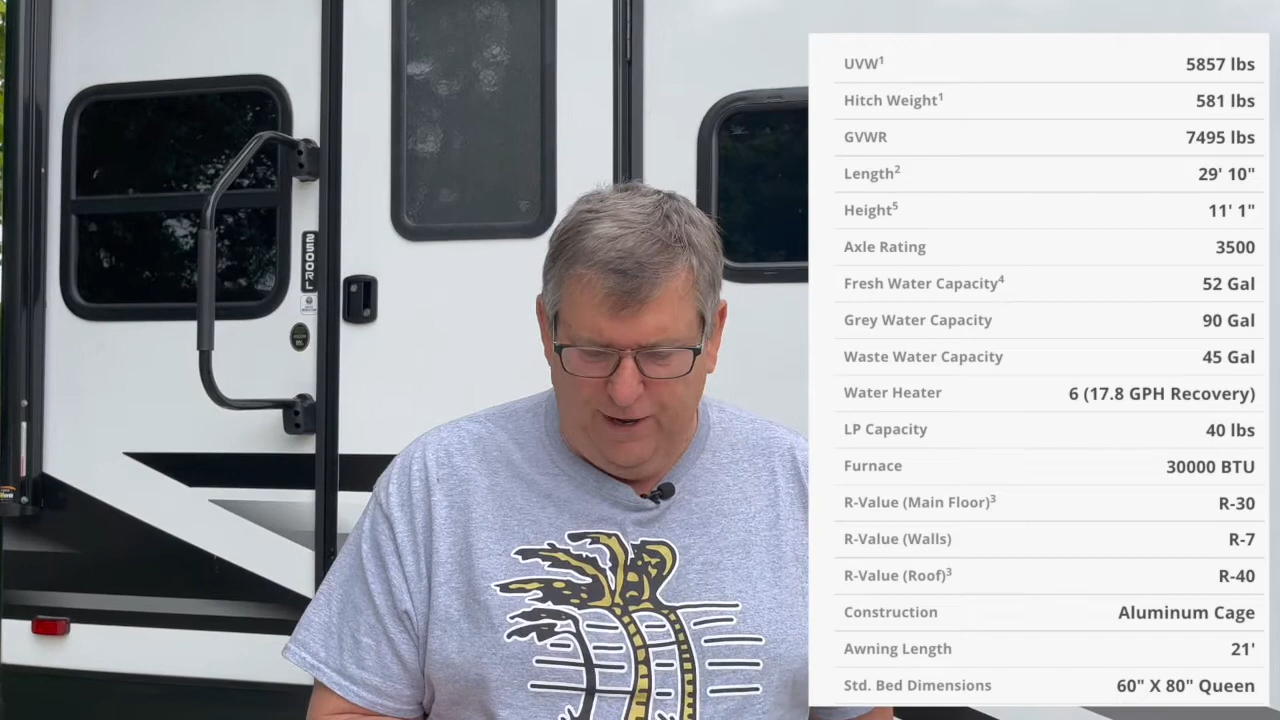 2500RL
UVW¹ 5857 lbs
Hitch Weight¹ 581 lbs
GVWR 7495 lbs
Length² 29' 10"
Height⁵ 11' 1"
Axle Rating 3500
Fresh Water Capacity⁴ 52 Gal
Grey Water Capacity 90 Gal
Waste Water Capacity 45 Gal
Water Heater 6 (17.8 GPH Recovery)
LP Capacity 40 lbs
Furnace 30000 BTU
R-Value (Main Floor)³ R-30
R-Value (Walls) R-7
R-Value (Roof)³ R-40
Construction Aluminum Cage
Awning Length 21'
Std. Bed Dimensions 60" X 80" Queen